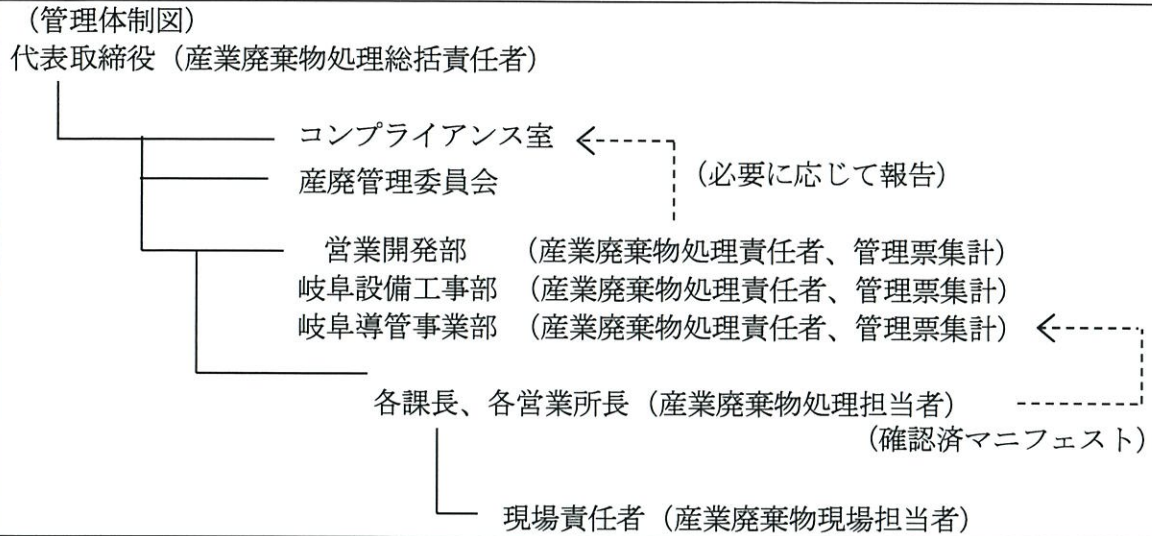 （管理体制図）
代表取締役（産業廃棄物処理総括責任者）
コンプライアンス室
（必要に応じて報告）
産廃管理委員会
営業開発部　（産業廃棄物処理責任者、管理票集計）
岐阜設備工事部　（産業廃棄物処理責任者、管理票集計）
岐阜導管事業部　（産業廃棄物処理責任者、管理票集計）
各課長、各営業所長（産業廃棄物処理担当者）
（確認済マニフェスト）
現場責任者（産業廃棄物現場担当者）